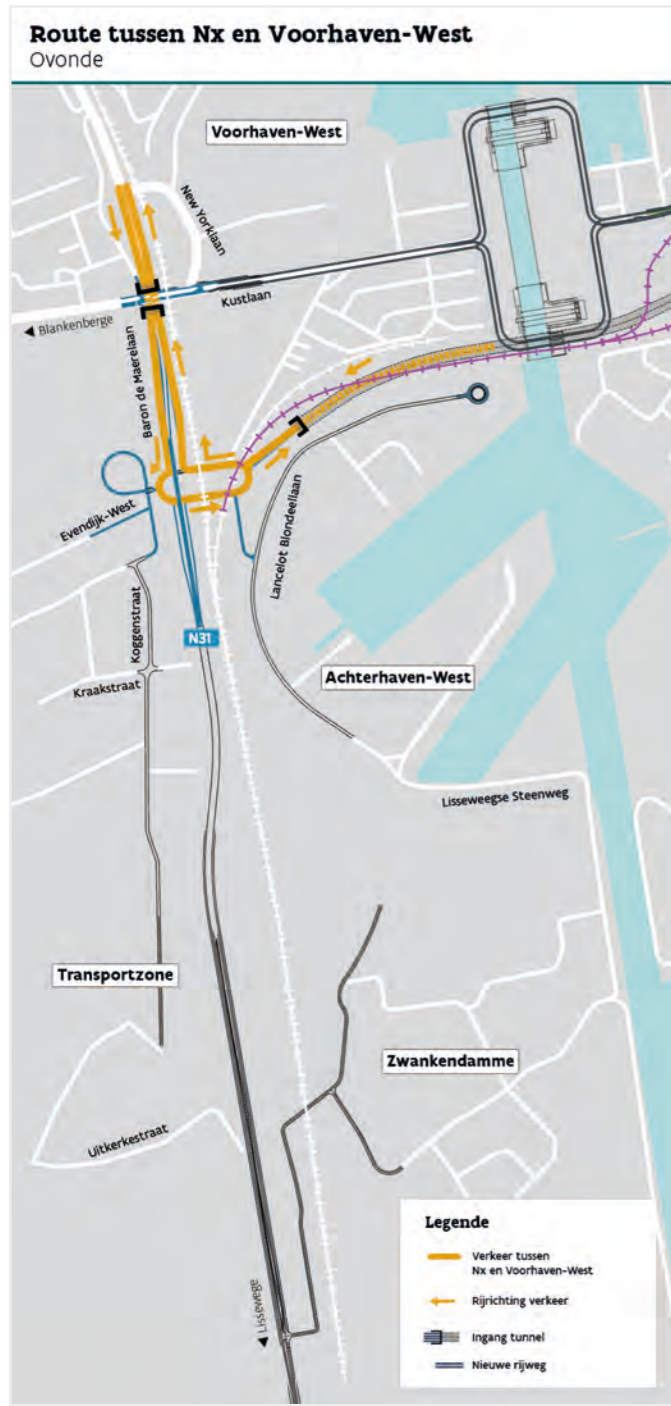 Route tussen Nx en Voorhaven-West
Ovonde
Voorhaven-West
New Yorklaan
Kustlaan
◀ Blankenberge
Baron de Maerelaan
Evendijk-West
Lancelot Blondeellaan
Koggenstraat
N31
Kraakstraat
Achterhaven-West
Lisseweegse Steenweg
Transportzone
Zwankendamme
Uitkerkestraat
◀ Lissewege
Legende
Verkeer tussen
Nx en Voorhaven-West
Rijrichting verkeer
Ingang tunnel
Nieuwe rijweg